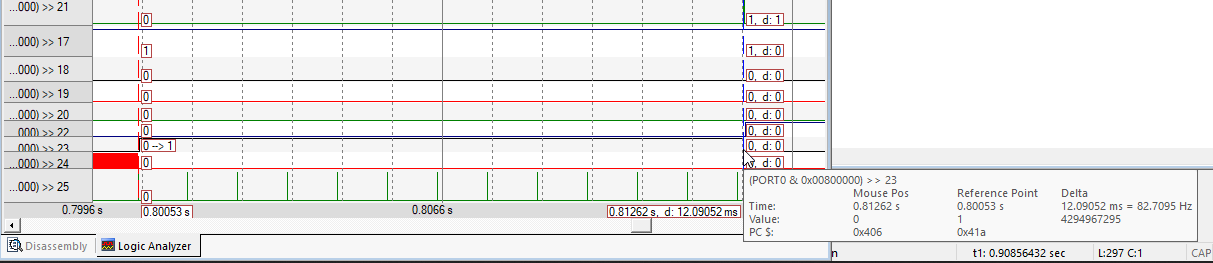 ...000) >> 21
0
1, d: 1
...000) >> 17
1
1, d: 0
...000) >> 18
0
0, d: 0
...000) >> 19
0
0, d: 0
...000) >> 20
0
0, d: 0
...000) >> 22
0
0, d: 0
...000) >> 23
0 --> 1
0, d: 0
...000) >> 24
0
0, d: 0
...000) >> 25
0
0.7996 s
0.80053 s
0.8066 s
0.81262 s, d: 12.09052 ms
(PORT0 & 0x00800000) >> 23
Mouse Pos Reference Point Delta
Time: 0.81262 s 0.80053 s 12.09052 ms = 82.7095 Hz
Value: 0 1 4294967295
PC $: 0x406 0x41a
Disassembly Logic Analyzer
t1: 0.90856432 sec L:297 C:1 CAP